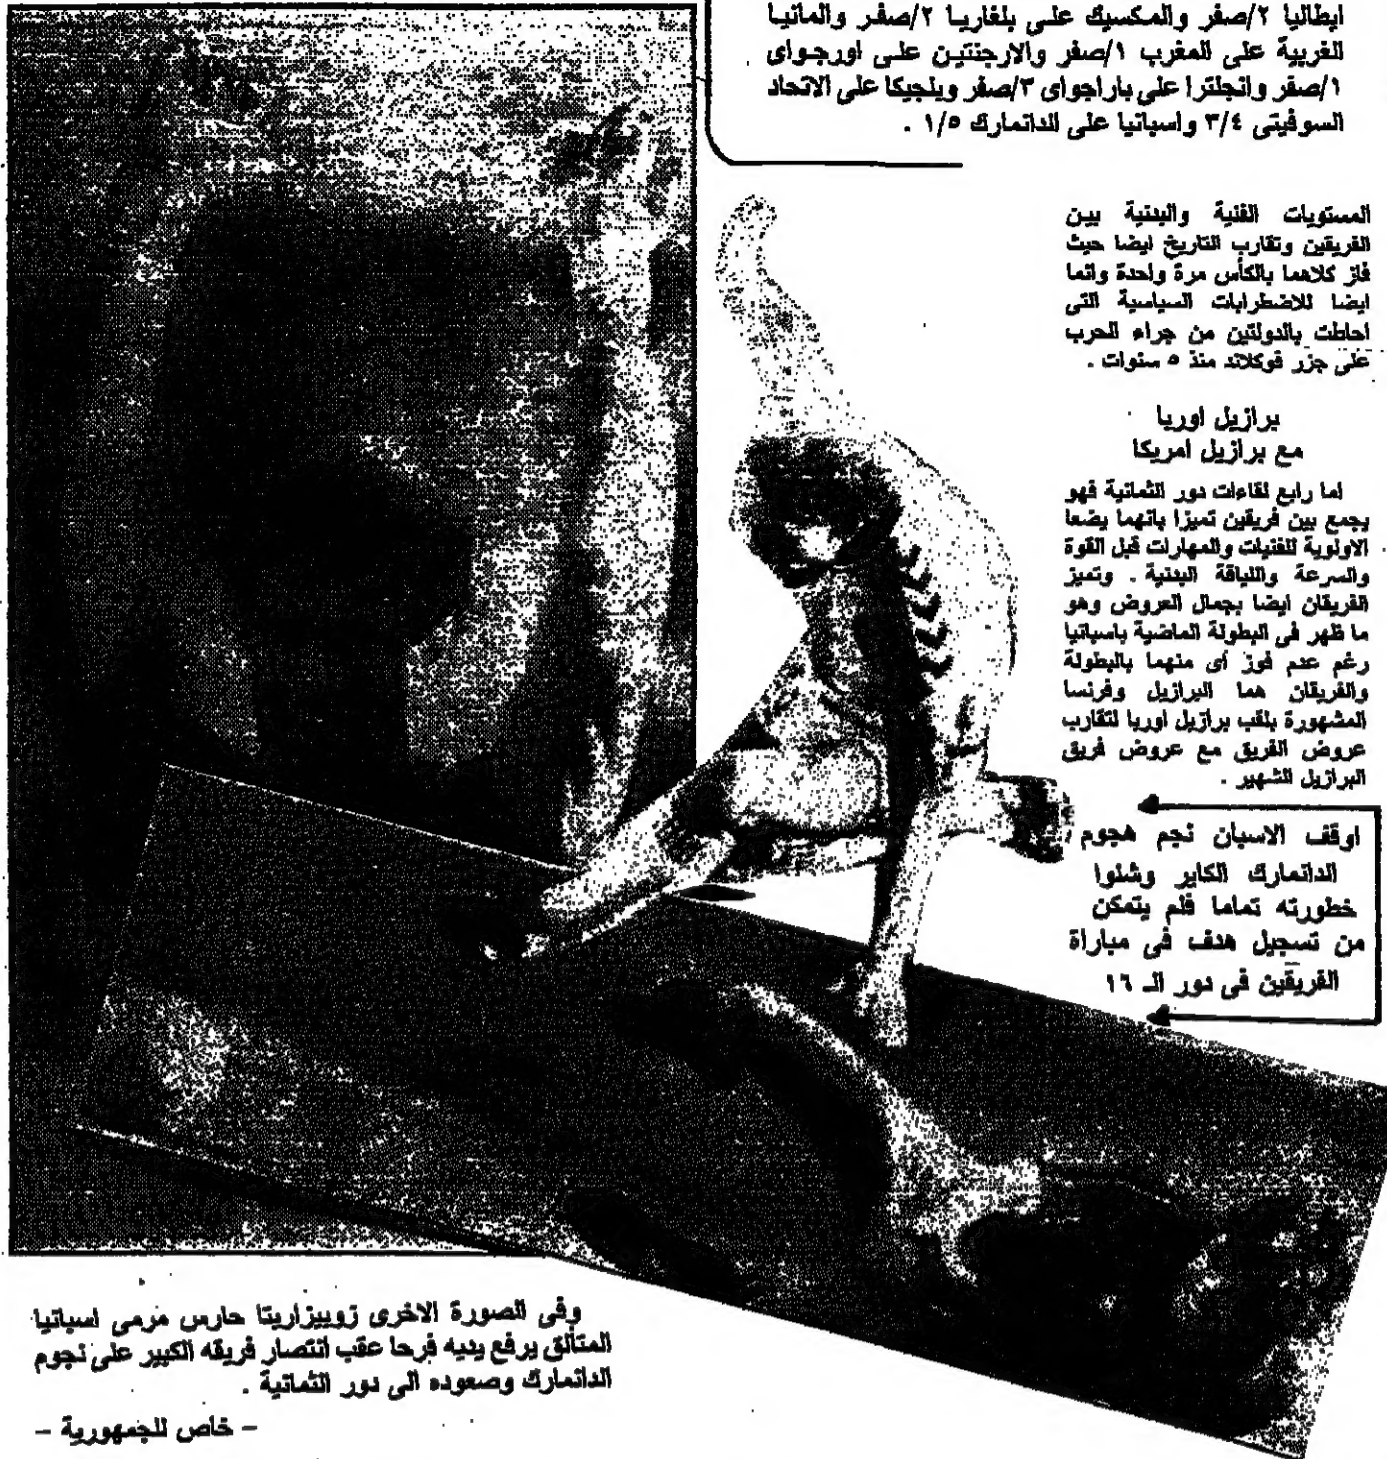 ايطاليا ٢/صفر والمكسيك على بلغاريا ٢/صفر والمانيا
الغربية على المغرب ١/صفر والارجنتين على اورجواى
١/صفر وانجلترا على باراجواى ٣/صفر وبلجيكا على الاتحاد
السوفيتى ٣/٤ واسبانيا على الدانمارك ١/٥ .
المستويات الفنية والبدنية بين
الفريقين وتقارب التاريخ ايضا حيث
فاز كلاهما بالكأس مرة واحدة وانما
ايضا للاضطرابات السياسية التى
احاطت بالدولتين من جراء الحرب
على جزر فوكلاند منذ ٥ سنوات .
برازيل اوربا
مع برازيل امريكا
اما رابع لقاءات دور الثمانية فهو
يجمع بين فريقين تميزا بانهما يضعا
الاولوية للفنيات والمهارات قبل القوة
والسرعة واللياقة البدنية . وتميز
الفريقان ايضا بجمال العروض وهو
ما ظهر فى البطولة الماضية باسبانيا
رغم عدم فوز اى منهما بالبطولة
والفريقان هما البرازيل وفرنسا
المشهورة بلقب برازيل اوربا لتقارب
عروض الفريق مع عروض فريق
البرازيل الشهير .
اوقف الاسبان نجم هجوم
الدانمارك الكاير وشلوا
خطورته تماما فلم يتمكن
من تسجيل هدف فى مباراة
الفريقين فى دور الـ ١٦
وفى الصورة الاخرى زوبيزاريتا حارس مرمى اسبانيا
المتألق يرفع يديه فرحا عقب انتصار فريقه الكبير على نجوم
الدانمارك وصعوده الى دور الثمانية .
– خاص للجمهورية –